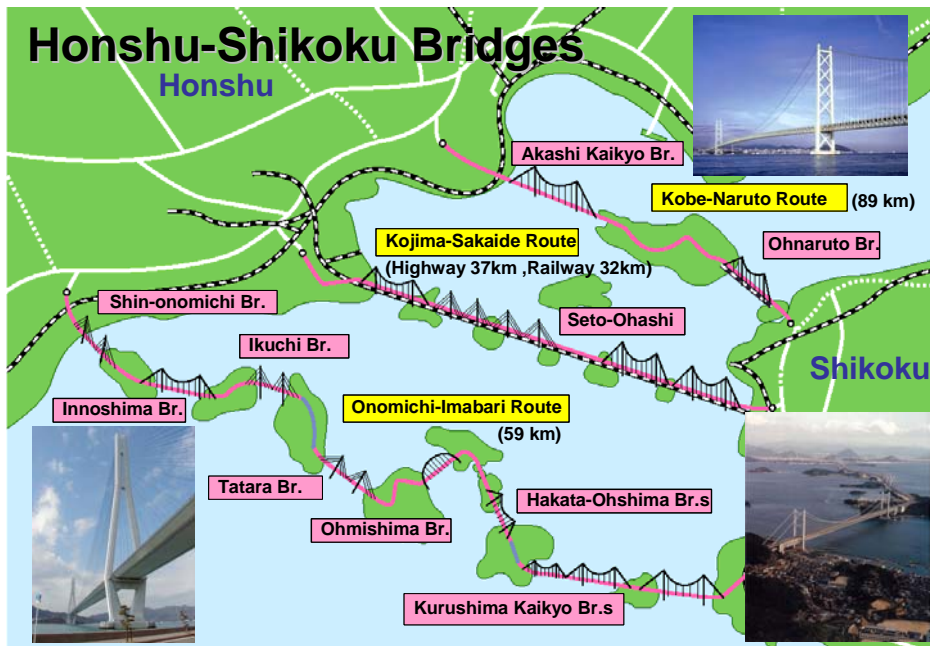 Honshu-Shikoku Bridges
Honshu
Akashi Kaikyo Br.
Kobe-Naruto Route (89 km)
Kojima-Sakaide Route
(Highway 37km ,Railway 32km)
Ohnaruto Br.
Shin-onomichi Br.
Seto-Ohashi
Ikuchi Br.
Shikoku
Innoshima Br.
Onomichi-Imabari Route
(59 km)
Tatara Br.
Hakata-Ohshima Br.s
Ohmishima Br.
Kurushima Kaikyo Br.s